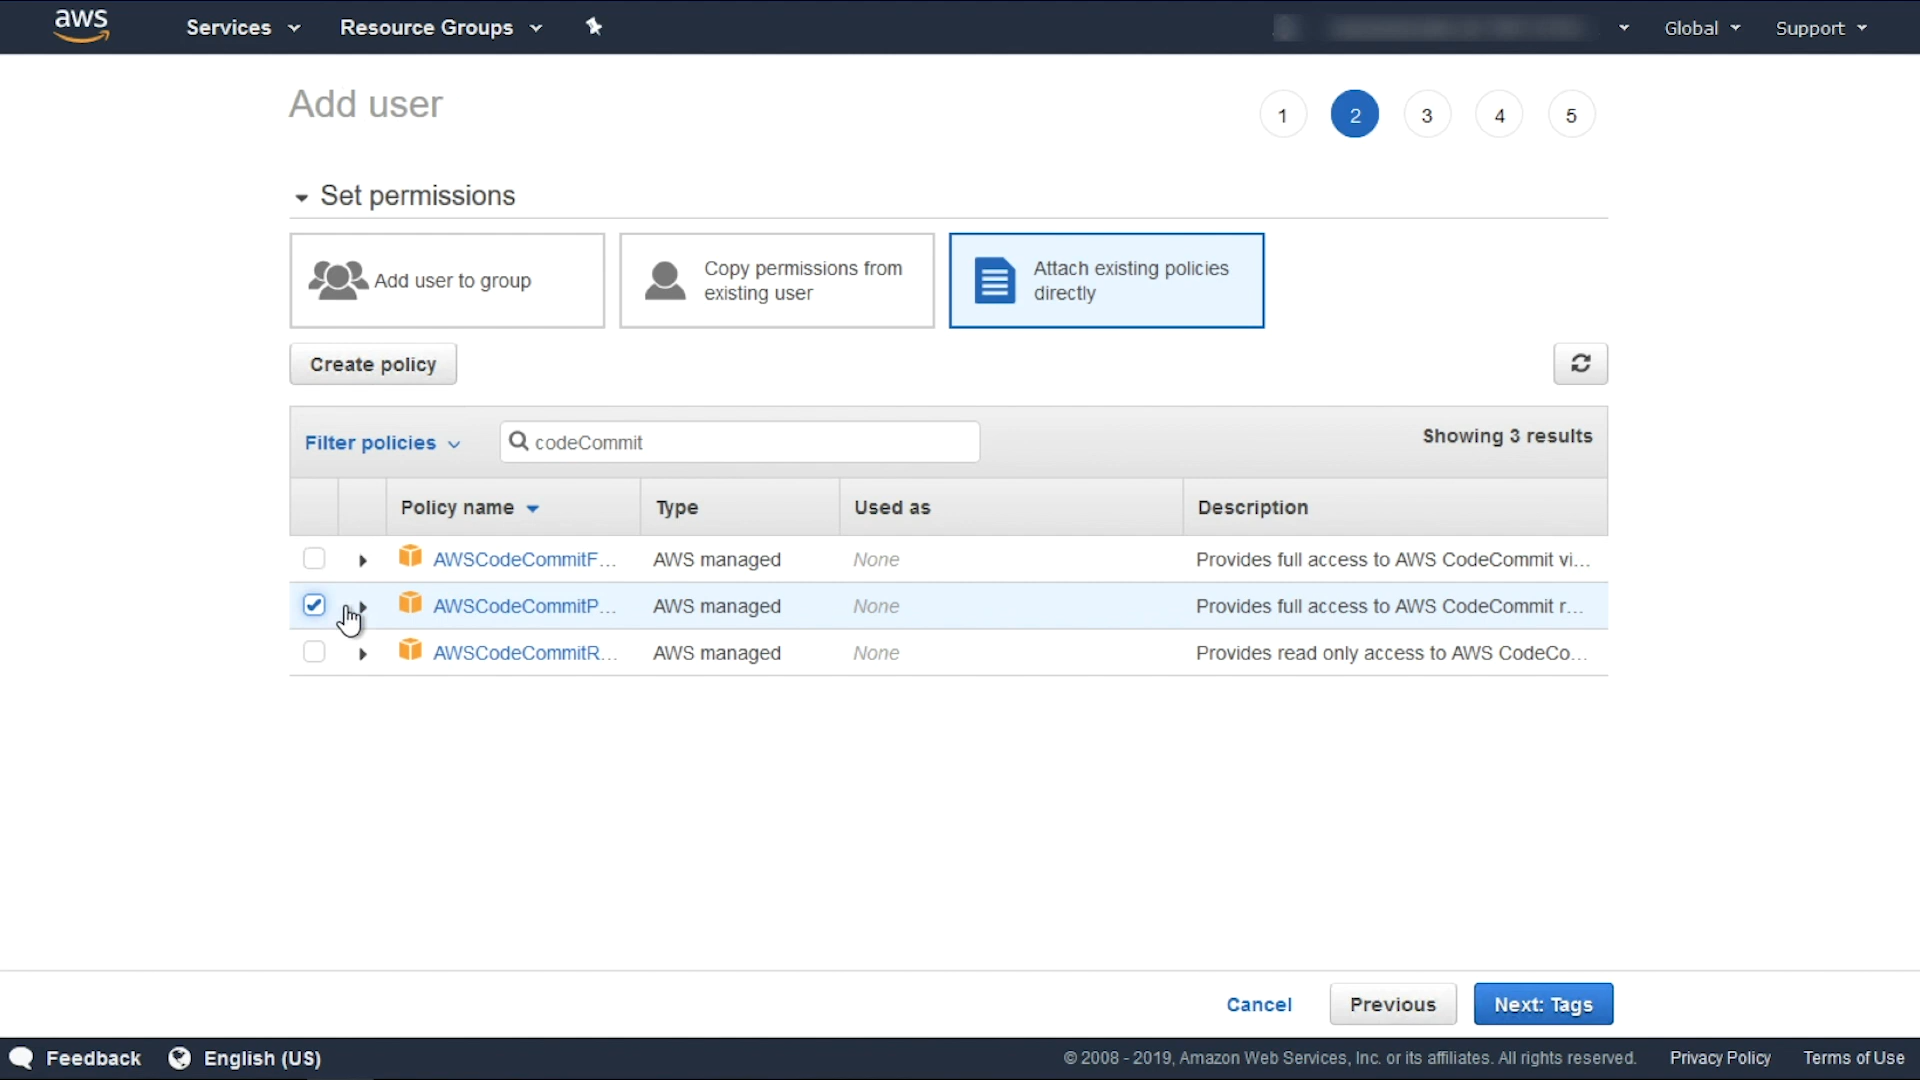 aws Services Resource Groups Global Support
Add user
1 2 3 4 5
Set permissions
Add user to group
Copy permissions from
existing user
Attach existing policies
directly
Create policy
Filter policies codeCommit Showing 3 results
Policy name Type Used as Description
AWSCodeCommitF... AWS managed None Provides full access to AWS CodeCommit vi...
AWSCodeCommitP... AWS managed None Provides full access to AWS CodeCommit r...
AWSCodeCommitR... AWS managed None Provides read only access to AWS CodeCo...
Cancel Previous Next: Tags
Feedback English (US) © 2008 - 2019, Amazon Web Services, Inc. or its affiliates. All rights reserved. Privacy Policy Terms of Use